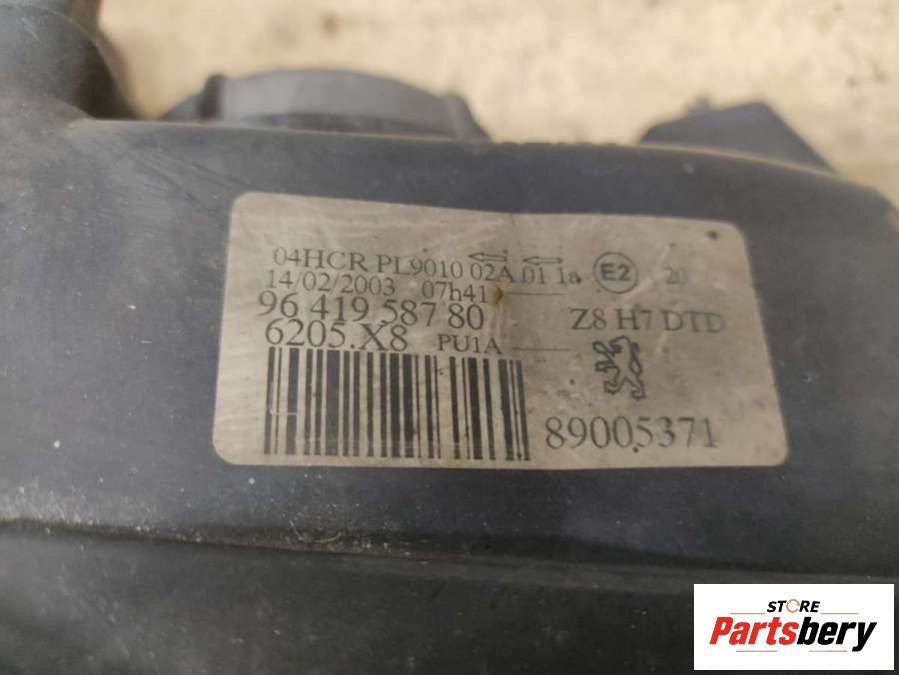 04HCR PL9010 02A 01 1a E2 20
14/02/2003 07h41
96 419 587 80 Z8 H7 DTD
6205.X8 PU1A
89005371
STORE
Partsbery